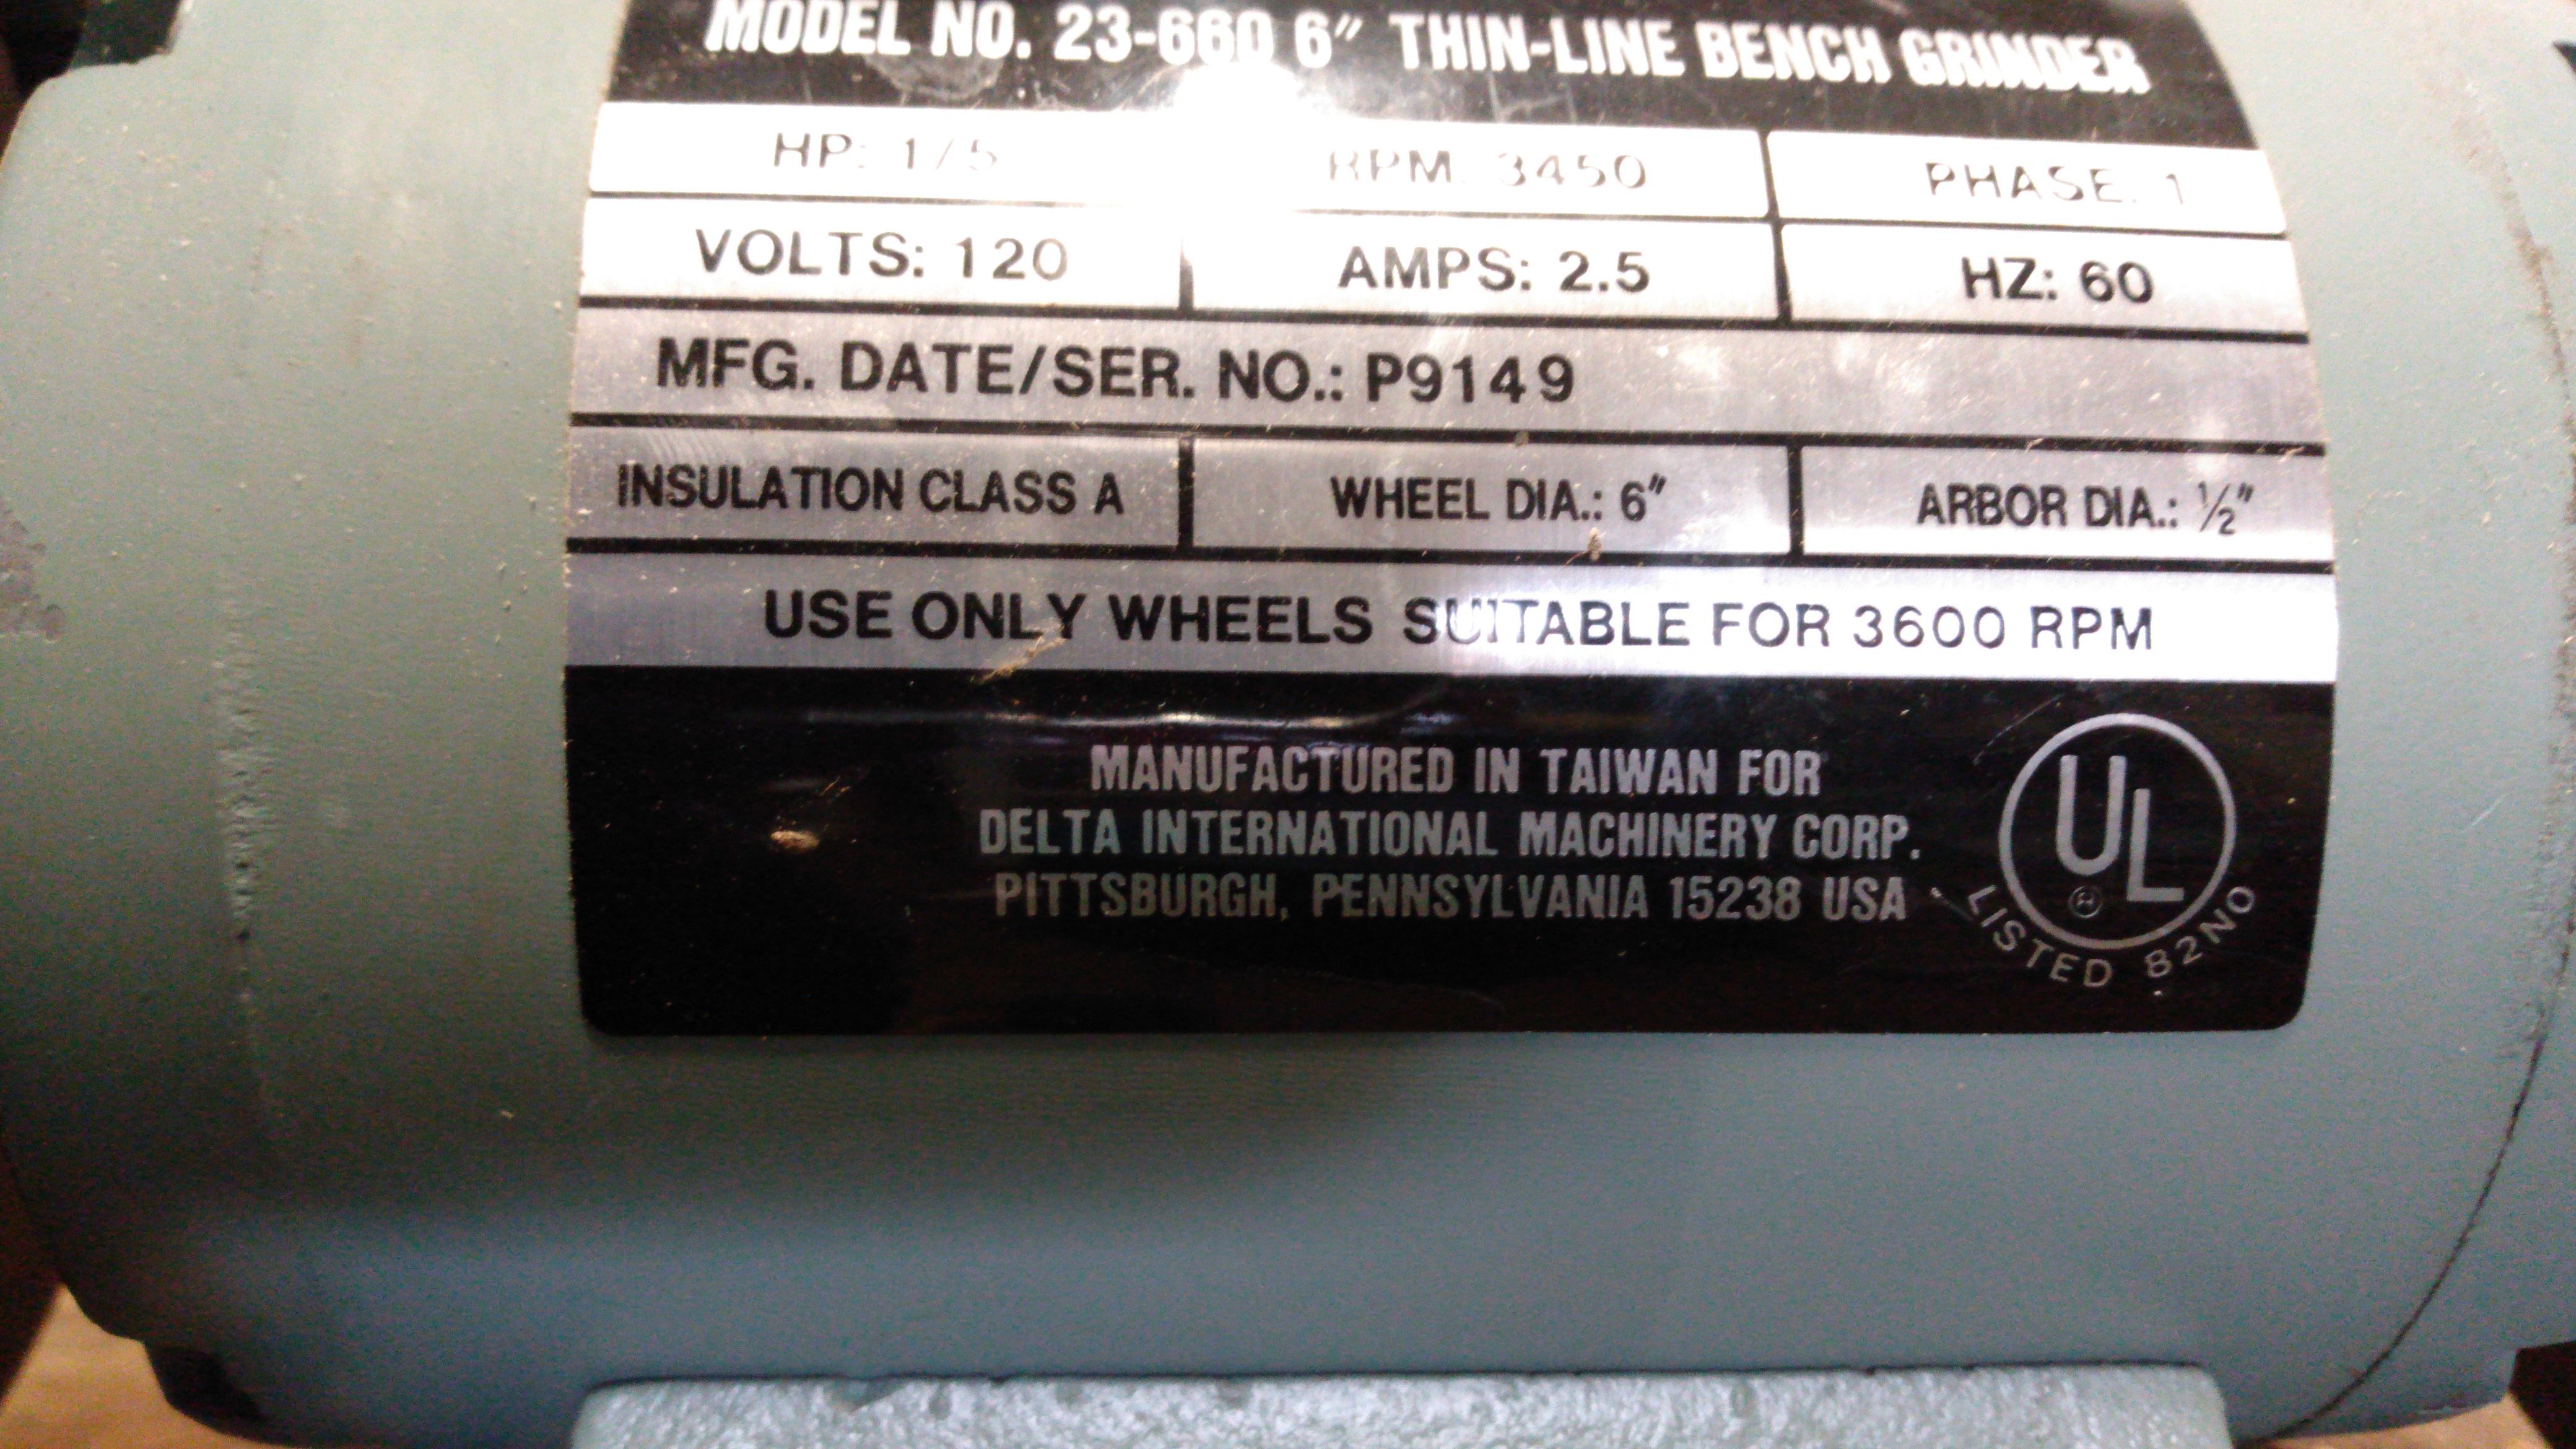 MODEL NO. 23-660 6" THIN-LINE BENCH GRINDER
HP: 1/5 RPM: 3450 PHASE: 1
VOLTS: 120 AMPS: 2.5 HZ: 60
MFG. DATE/SER. NO.: P9149
INSULATION CLASS A WHEEL DIA.: 6" ARBOR DIA.: ½"
USE ONLY WHEELS SUITABLE FOR 3600 RPM
MANUFACTURED IN TAIWAN FOR
DELTA INTERNATIONAL MACHINERY CORP.
PITTSBURGH, PENNSYLVANIA 15238 USA
UL
®
LISTED 82NO